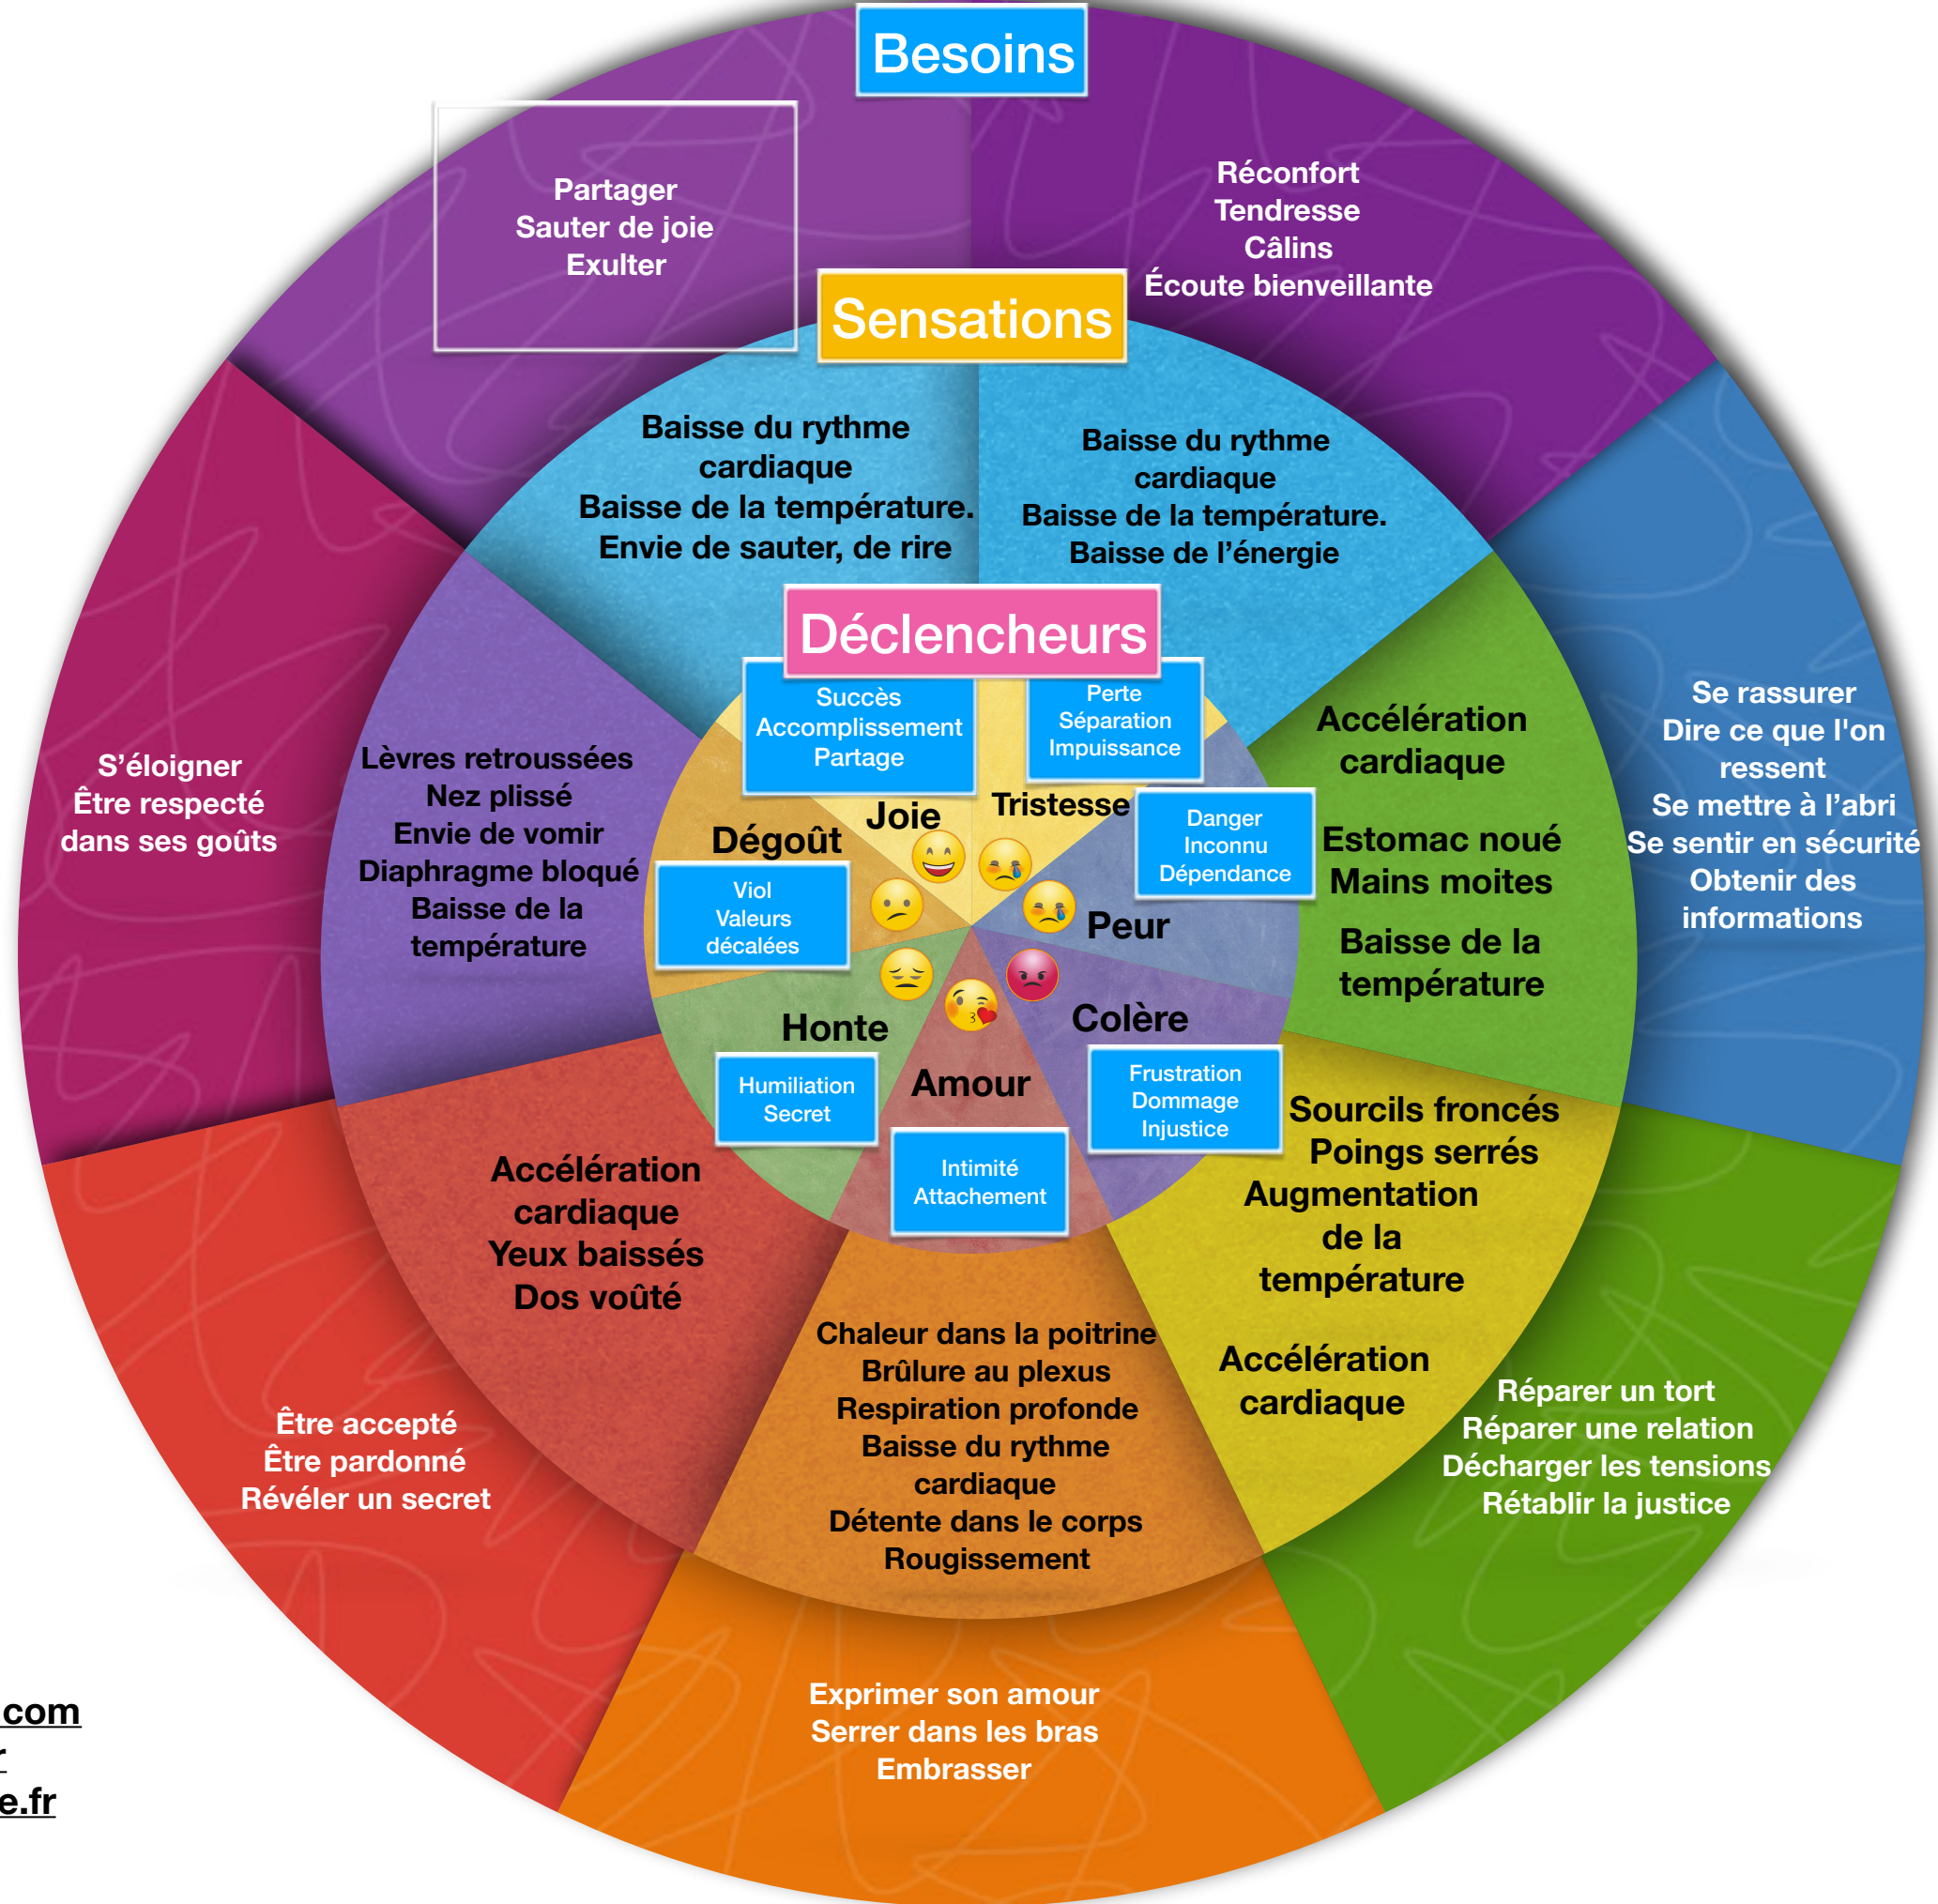 Besoins
Partager
Sauter de joie
Exulter
Réconfort
Tendresse
Câlins
Écoute bienveillante
Sensations
Baisse du rythme
cardiaque
Baisse de la température.
Envie de sauter, de rire
Baisse du rythme
cardiaque
Baisse de la température.
Baisse de l’énergie
Déclencheurs
Succès
Accomplissement
Partage
Perte
Séparation
Impuissance
Joie
Tristesse
Dégoût
Viol
Valeurs
décalées
Danger
Inconnu
Dépendance
Peur
Honte
Humiliation
Secret
Amour
Intimité
Attachement
Colère
Frustration
Dommage
Injustice
Lèvres retroussées
Nez plissé
Envie de vomir
Diaphragme bloqué
Baisse de la
température
S’éloigner
Être respecté
dans ses goûts
Accélération
cardiaque
Estomac noué
Mains moites
Baisse de la
température
Se rassurer
Dire ce que l'on
ressent
Se mettre à l’abri
Se sentir en sécurité
Obtenir des
informations
Sourcils froncés
Poings serrés
Augmentation
de la
température
Accélération
cardiaque
Réparer un tort
Réparer une relation
Décharger les tensions
Rétablir la justice
Accélération
cardiaque
Yeux baissés
Dos voûté
Être accepté
Être pardonné
Révéler un secret
Chaleur dans la poitrine
Brûlure au plexus
Respiration profonde
Baisse du rythme
cardiaque
Détente dans le corps
Rougissement
Exprimer son amour
Serrer dans les bras
Embrasser
.com
e.fr